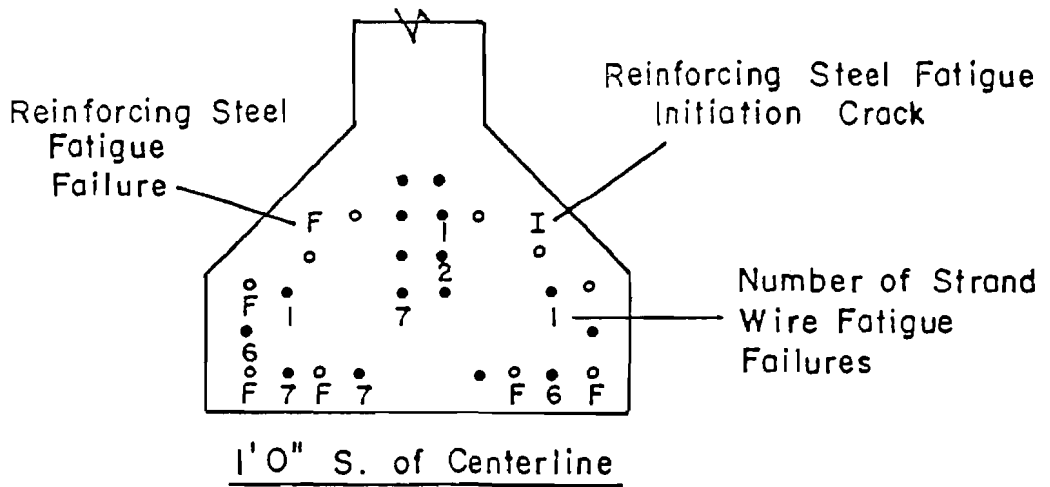 Reinforcing Steel
Fatigue
Failure
Reinforcing Steel Fatigue
Initiation Crack
F
I
1
2
F
1
7
1
Number of Strand
Wire Fatigue
Failures
6
F
7
F
7
F
6
F
1'0" S. of Centerline